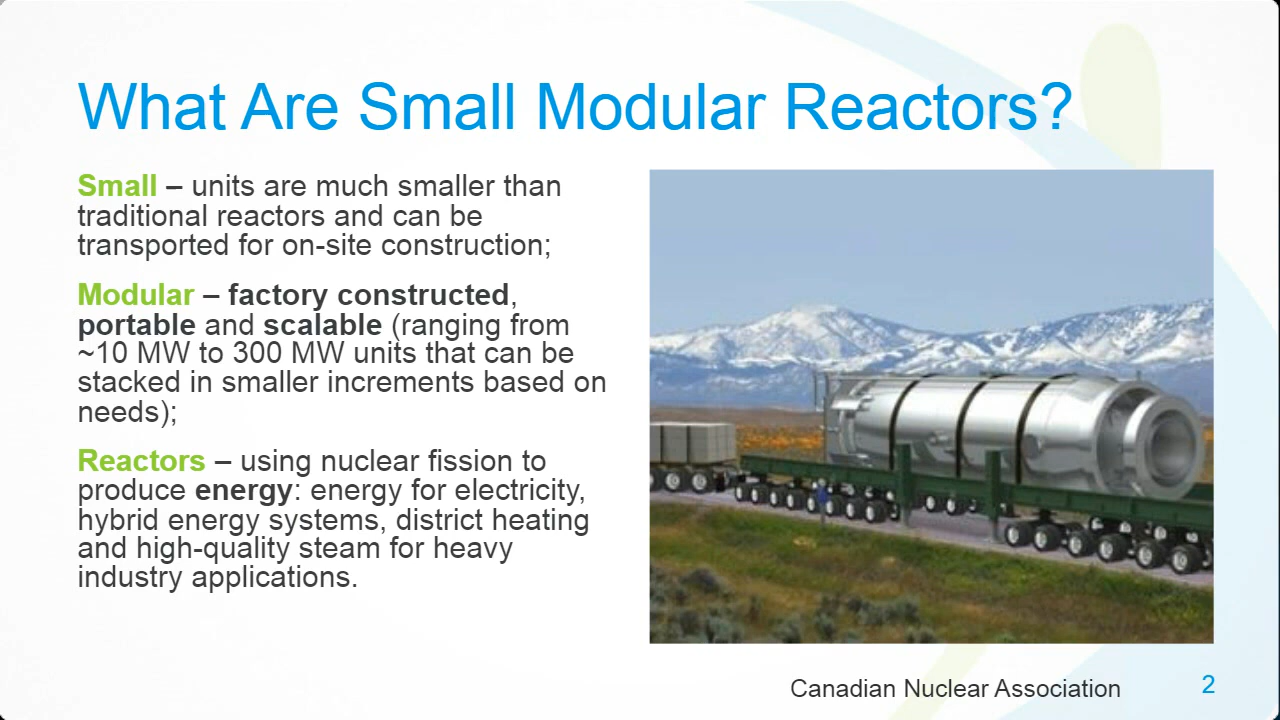 What Are Small Modular Reactors?
Small – units are much smaller than
traditional reactors and can be
transported for on-site construction;
Modular – factory constructed,
portable and scalable (ranging from
~10 MW to 300 MW units that can be
stacked in smaller increments based on
needs);
Reactors – using nuclear fission to
produce energy: energy for electricity,
hybrid energy systems, district heating
and high-quality steam for heavy
industry applications.
Canadian Nuclear Association
2